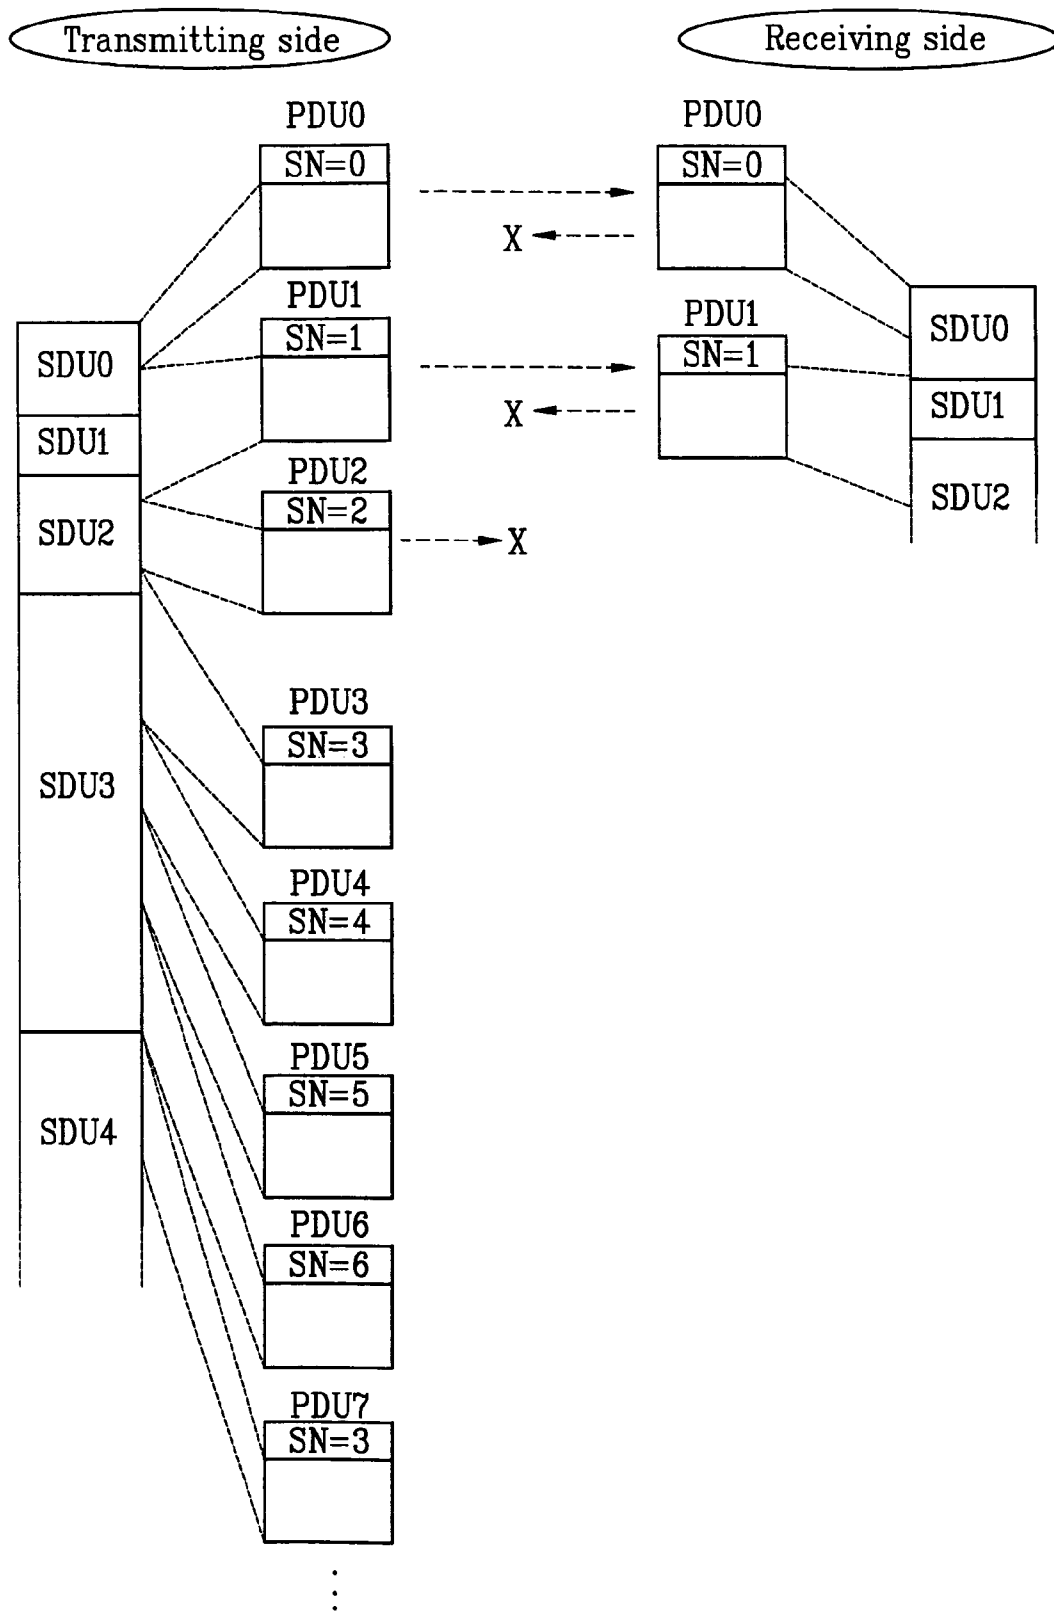 Transmitting side
Receiving side
PDU0
SN=0
PDU0
SN=0
X
PDU1
SN=1
PDU1
SN=1
X
SDU0
SDU1
SDU2
SDU3
SDU4
SDU0
SDU1
SDU2
PDU2
SN=2
X
PDU3
SN=3
PDU4
SN=4
PDU5
SN=5
PDU6
SN=6
PDU7
SN=3